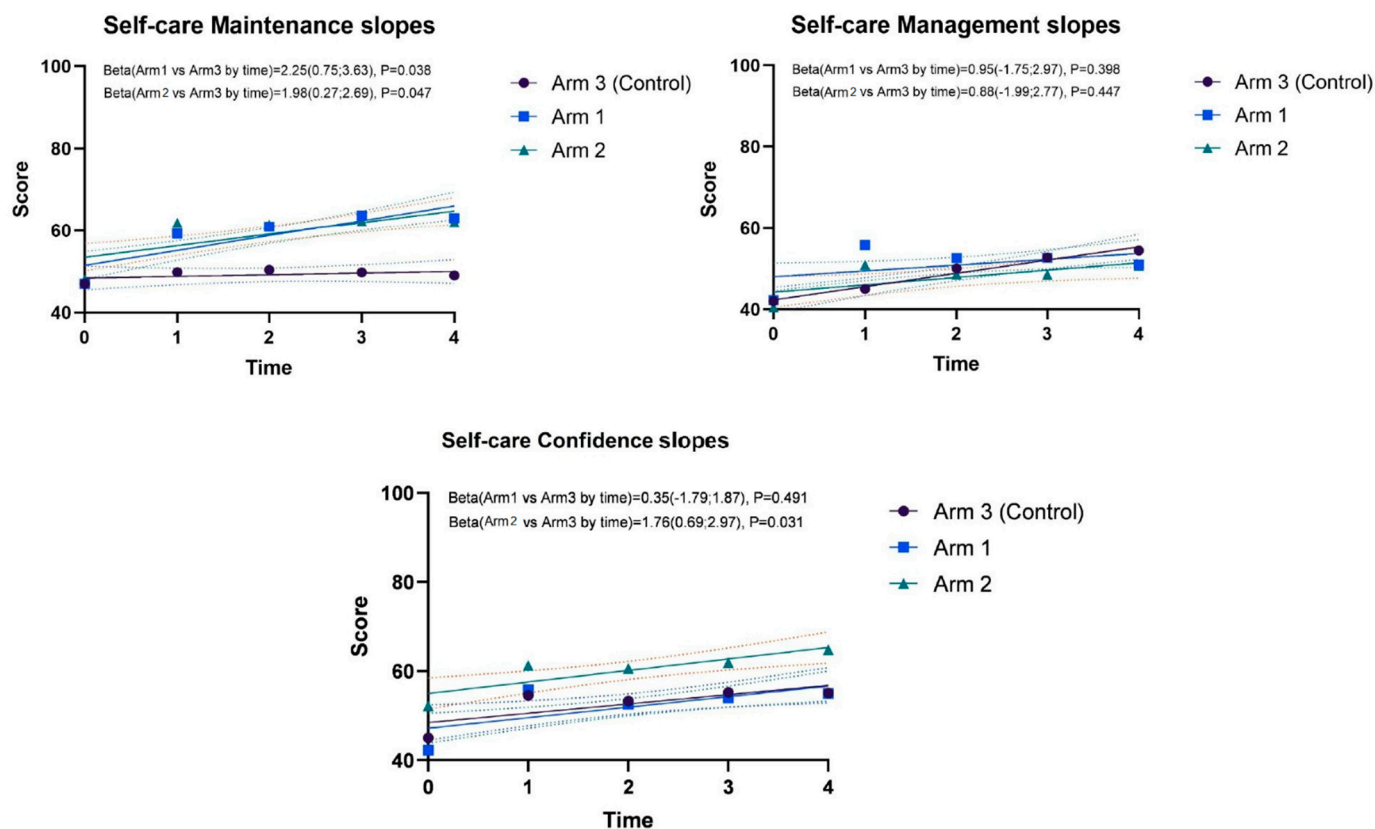 Self-care Maintenance slopes
Beta(Arm1 vs Arm3 by time)=2.25(0.75;3.63), P=0.038
Beta(Arm2 vs Arm3 by time)=1.98(0.27;2.69), P=0.047
100
80
60
40
Score
0 1 2 3 4
Time
Arm 3 (Control)
Arm 1
Arm 2
Self-care Management slopes
Beta(Arm1 vs Arm3 by time)=0.95(-1.75;2.97), P=0.398
Beta(Arm2 vs Arm3 by time)=0.88(-1.99;2.77), P=0.447
100
80
60
40
Score
0 1 2 3 4
Time
Arm 3 (Control)
Arm 1
Arm 2
Self-care Confidence slopes
Beta(Arm1 vs Arm3 by time)=0.35(-1.79;1.87), P=0.491
Beta(Arm2 vs Arm3 by time)=1.76(0.69;2.97), P=0.031
100
80
60
40
Score
0 1 2 3 4
Time
Arm 3 (Control)
Arm 1
Arm 2